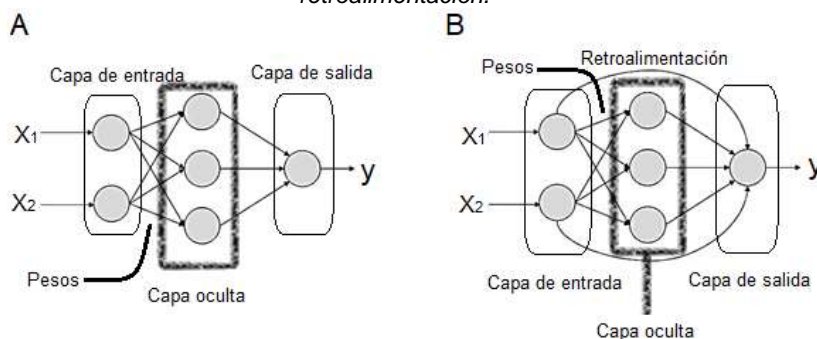 retroalimentación.
A
B
Capa de entrada
Capa de salida
Pesos
Retroalimentación
X1
X2
y
Pesos
Capa oculta
X1
X2
y
Capa de entrada
Capa de salida
Capa oculta